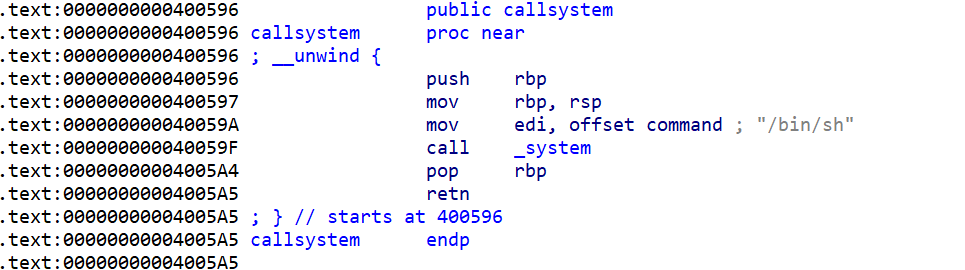 .text:0000000000400596 public callsystem
.text:0000000000400596 callsystem proc near
.text:0000000000400596 ; __unwind {
.text:0000000000400596 push rbp
.text:0000000000400597 mov rbp, rsp
.text:000000000040059A mov edi, offset command ; "/bin/sh"
.text:000000000040059F call _system
.text:00000000004005A4 pop rbp
.text:00000000004005A5 retn
.text:00000000004005A5 ; } // starts at 400596
.text:00000000004005A5 callsystem endp
.text:00000000004005A5